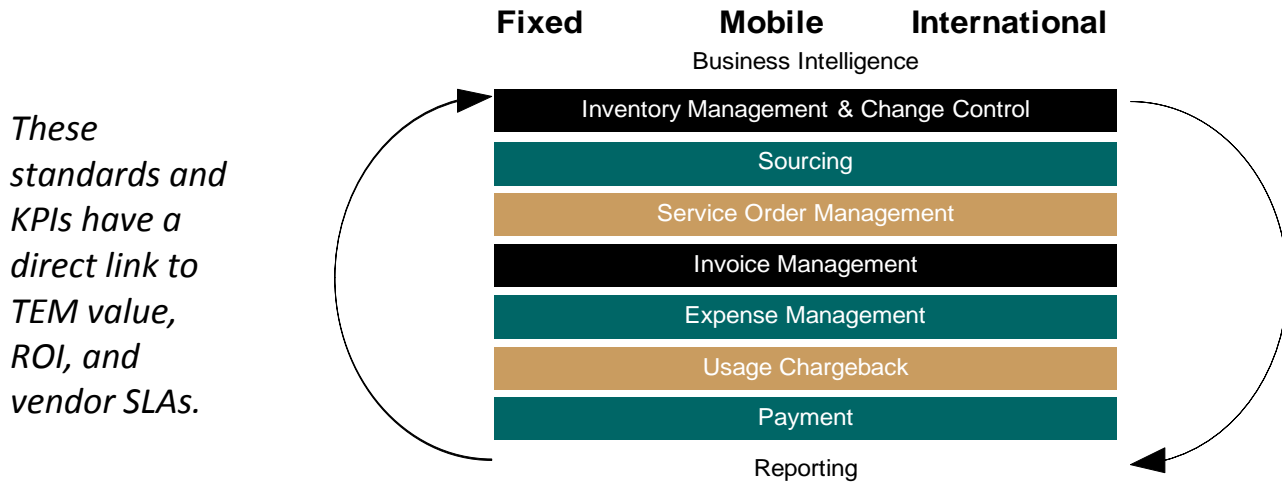 Fixed Mobile International
Business Intelligence
These
standards and
KPIs have a
direct link to
TEM value,
ROI, and
vendor SLAs.
Inventory Management & Change Control
Sourcing
Service Order Management
Invoice Management
Expense Management
Usage Chargeback
Payment
Reporting